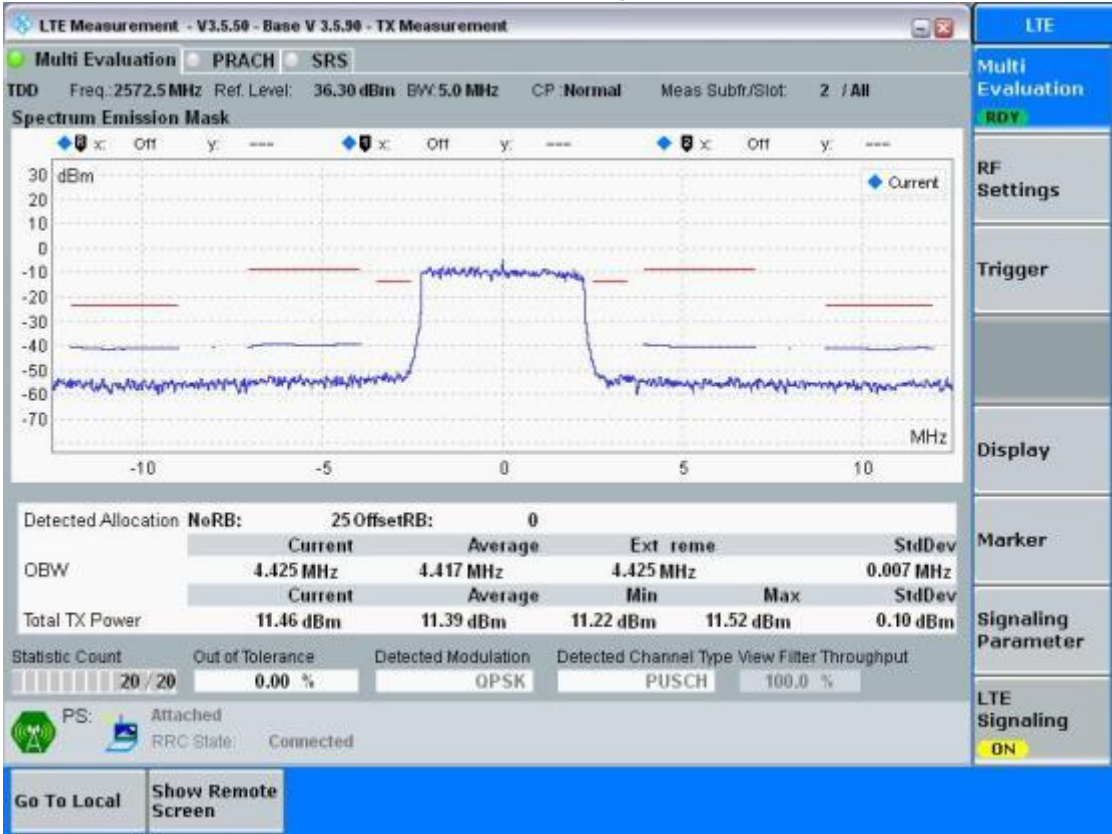 LTE Measurement - V3.5.50 - Base V 3.5.90 - TX Measurement
LTE
Multi Evaluation PRACH SRS
Multi Evaluation
RDY
TDD Freq.:2572.5 MHz Ref. Level: 36.30 dBm BW:5.0 MHz CP :Normal Meas Subfr./Slot: 2 / All
Spectrum Emission Mask
x: Off y: --- x: Off y: --- x: Off y: ---
30 dBm
Current
20
10
0
-10
-20
-30
-40
-50
-60
-70
MHz
-10 -5 0 5 10
RF Settings
Trigger
Display
Marker
Signaling Parameter
LTE Signaling
ON
Detected Allocation NoRB: 25 OffsetRB: 0
Current Average Ext reme StdDev
OBW 4.425 MHz 4.417 MHz 4.425 MHz 0.007 MHz
Current Average Min Max StdDev
Total TX Power 11.46 dBm 11.39 dBm 11.22 dBm 11.52 dBm 0.10 dBm
Statistic Count Out of Tolerance Detected Modulation Detected Channel Type View Filter Throughput
20 / 20 0.00 % QPSK PUSCH 100.0 %
PS: Attached
RRC State: Connected
Go To Local
Show Remote Screen